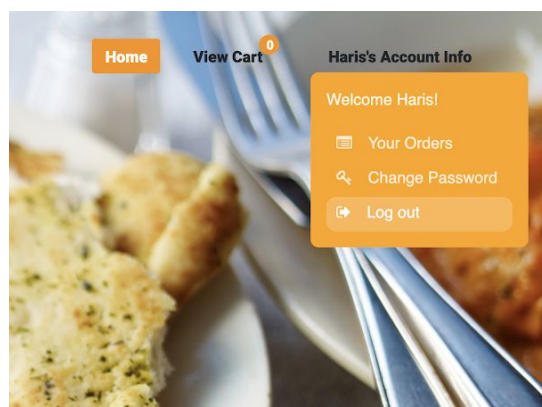 Home View Cart 0 Haris's Account Info
Welcome Haris!
Your Orders
Change Password
Log out